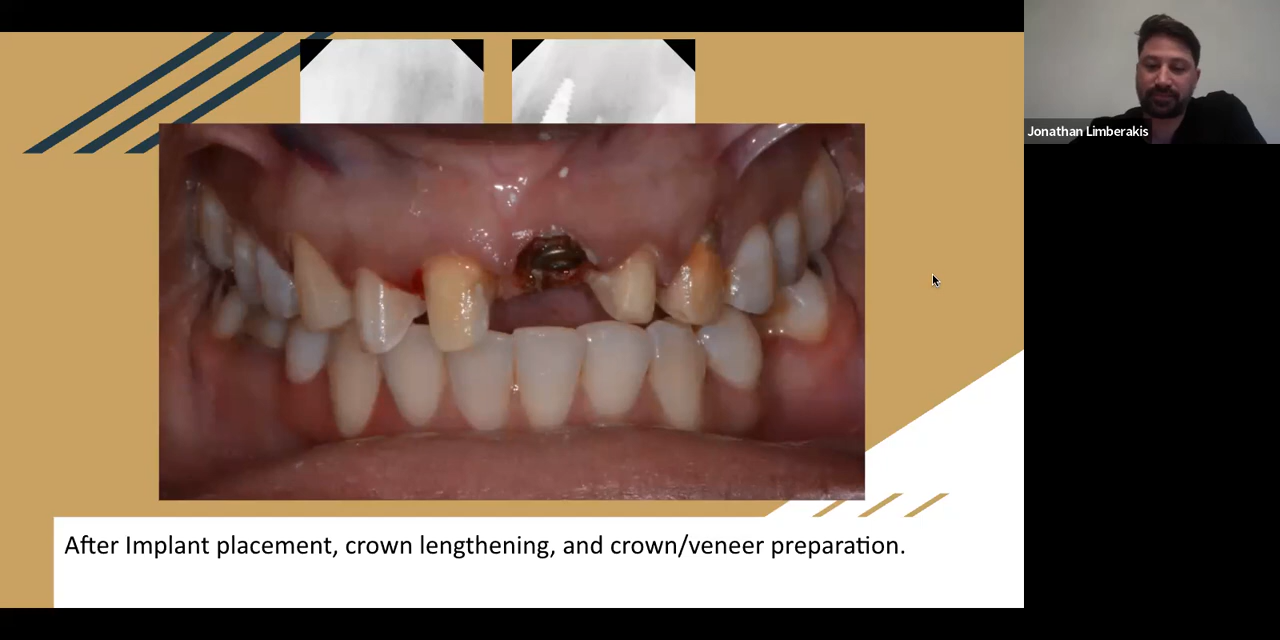 Jonathan Limberakis
After Implant placement, crown lengthening, and crown/veneer preparation.